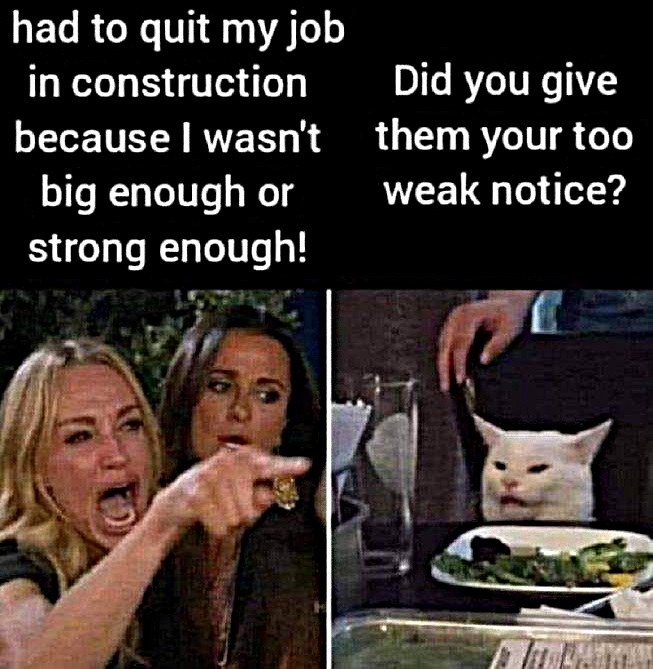 had to quit my job
in construction
because I wasn't
big enough or
strong enough!
Did you give
them your too
weak notice?